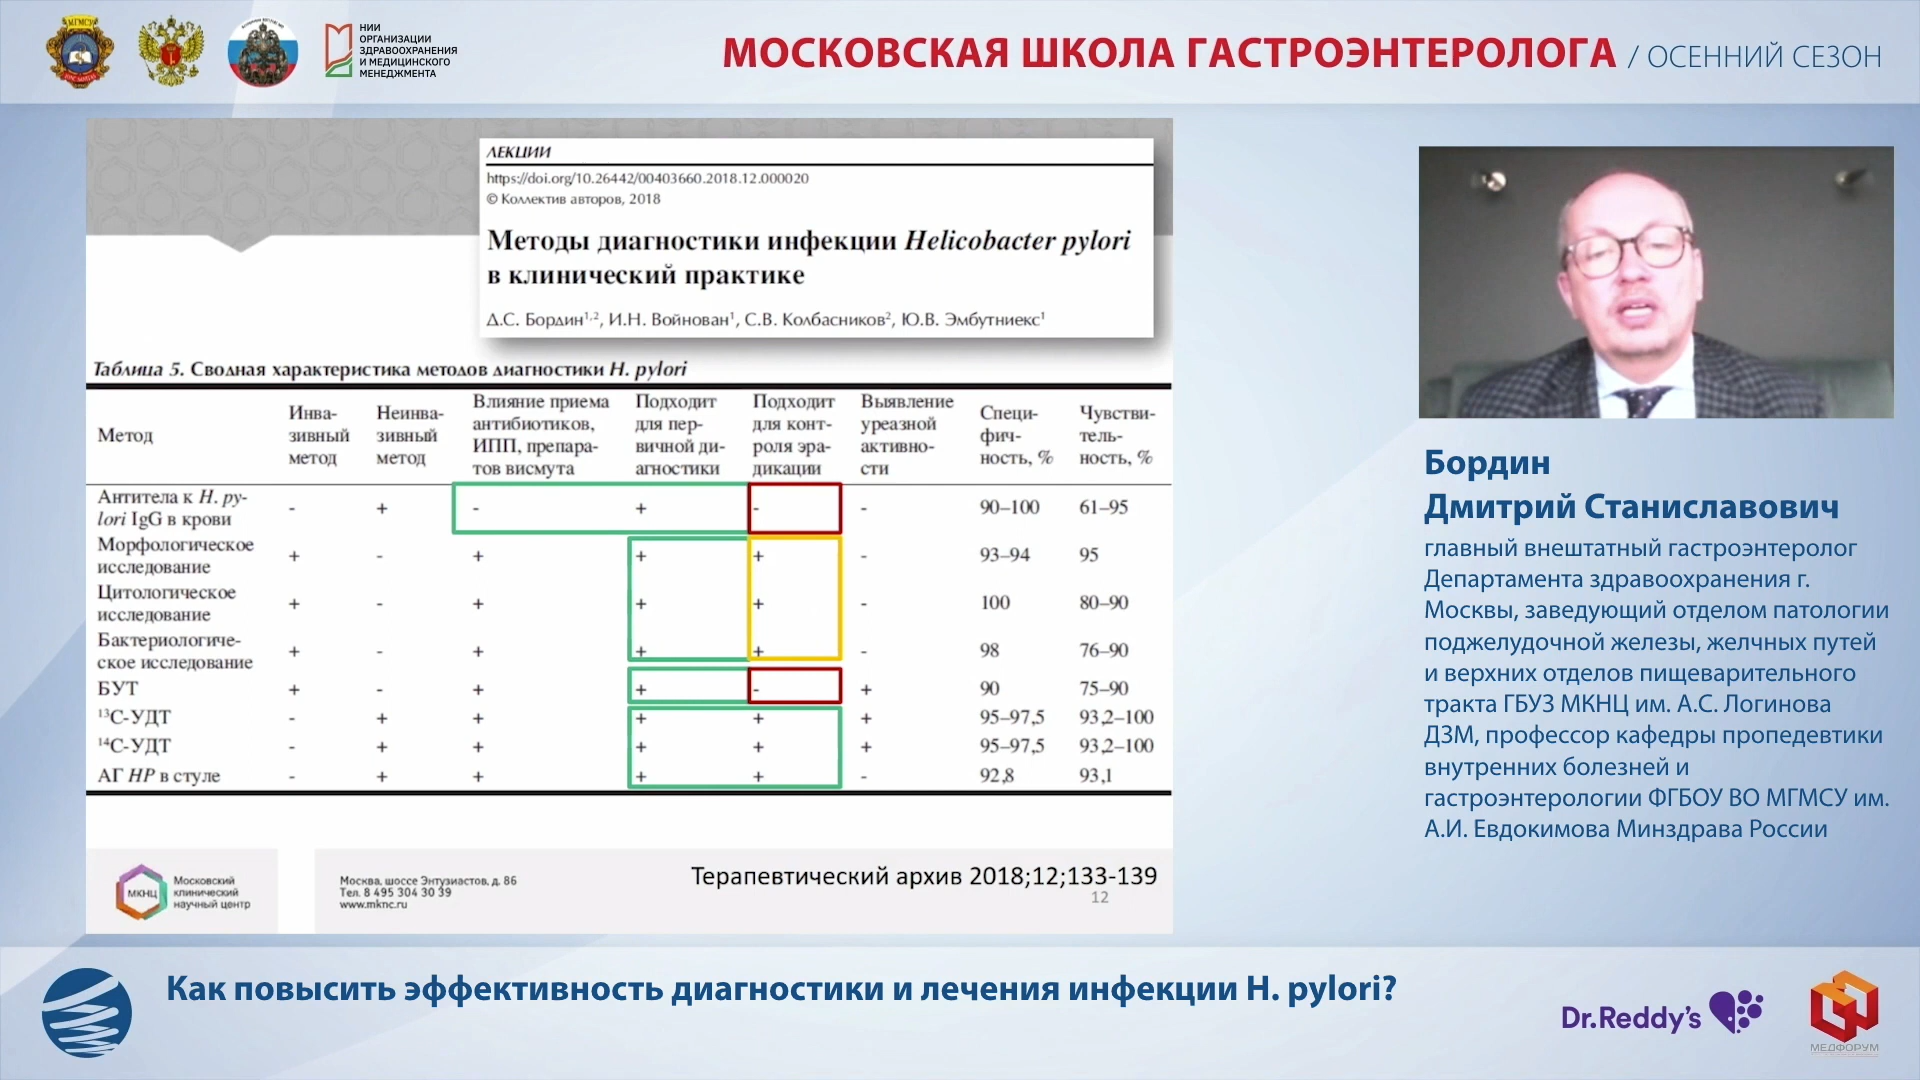 НИИ
ОРГАНИЗАЦИИ
ЗДРАВООХРАНЕНИЯ
И МЕДИЦИНСКОГО
МЕНЕДЖМЕНТА
МОСКОВСКАЯ ШКОЛА ГАСТРОЭНТЕРОЛОГА / ОСЕННИЙ СЕЗОН
ЛЕКЦИИ
https://doi.org/10.26442/00403660.2018.12.000020
© Коллектив авторов, 2018
Методы диагностики инфекции Helicobacter pylori
в клинический практике
Д.С. Бордин1,2, И.Н. Войнован1, С.В. Колбасников2, Ю.В. Эмбутниекс1
Таблица 5. Сводная характеристика методов диагностики H. pylori
Метод Инва- Неинва- Влияние приема Подходит Подходит Выявление Специ- Чувстви-
зивный зивный антибиотиков, для пер- для конт- уреазной фич- тель-
метод метод ИПП, препара- вичной ди- роля эра- активно- ность, % ность, %
тов висмута агностики дикации сти
Антитела к H. py-
lori IgG в крови - + - + - - 90–100 61–95
Морфологическое
исследование + - + + + - 93–94 95
Цитологическое
исследование + - + + + - 100 80–90
Бактериологиче-
ское исследование + - + + + - 98 76–90
БУТ + - + + - + 90 75–90
13С-УДТ - + + + + + 95–97,5 93,2–100
14С-УДТ - + + + + + 95–97,5 93,2–100
АГ HP в стуле - + + + + - 92,8 93,1
МКНЦ
Московский
клинический
научный центр
Москва, шоссе Энтузиастов, д. 86
Тел. 8 495 304 30 39
www.mknc.ru
Терапевтический архив 2018;12;133-139
12
Бордин
Дмитрий Станиславович
главный внештатный гастроэнтеролог
Департамента здравоохранения г.
Москвы, заведующий отделом патологии
поджелудочной железы, желчных путей
и верхних отделов пищеварительного
тракта ГБУЗ МКНЦ им. А.С. Логинова
ДЗМ, профессор кафедры пропедевтики
внутренних болезней и
гастроэнтерологии ФГБОУ ВО МГМСУ им.
А.И. Евдокимова Минздрава России
Как повысить эффективность диагностики и лечения инфекции H. pylori?
Dr.Reddy's
МЕДФОРУМ